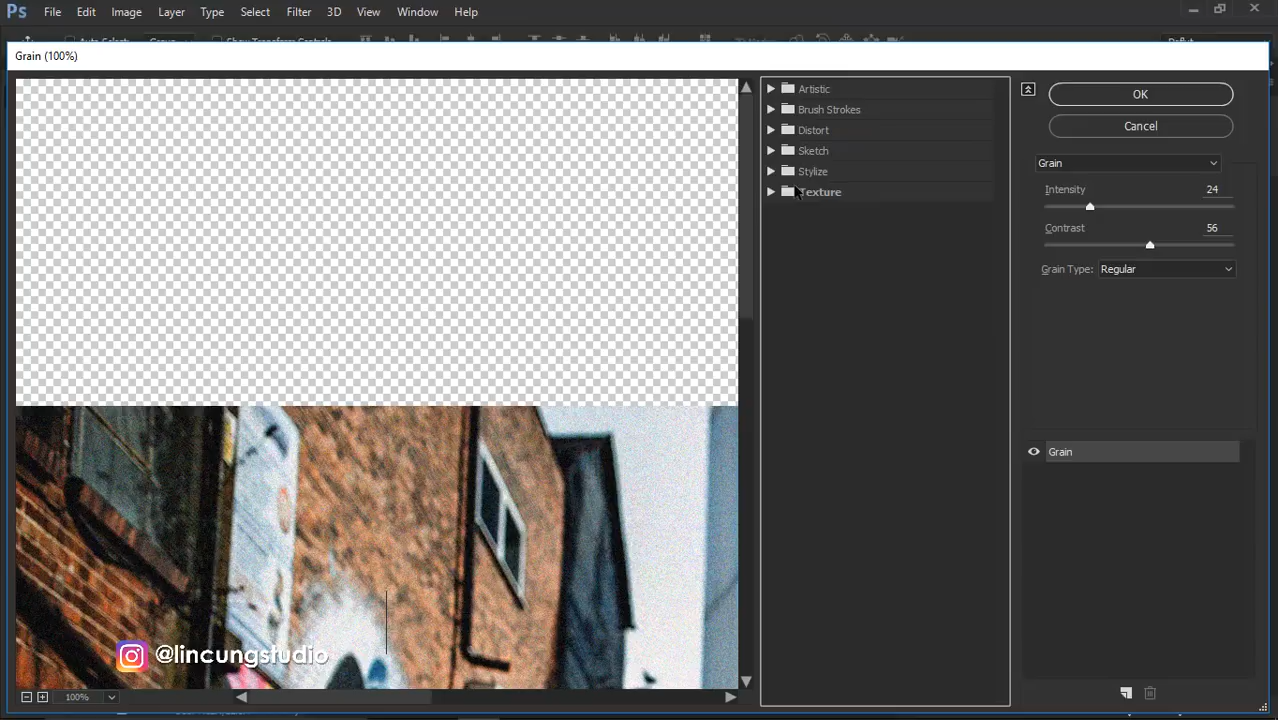 Ps File Edit Image Layer Type Select Filter 3D View Window Help
Grain (100%)
Artistic
Brush Strokes
Distort
Sketch
Stylize
Texture
OK
Cancel
Grain
Intensity 24
Contrast 56
Grain Type: Regular
Grain
@lincungstudio
100%